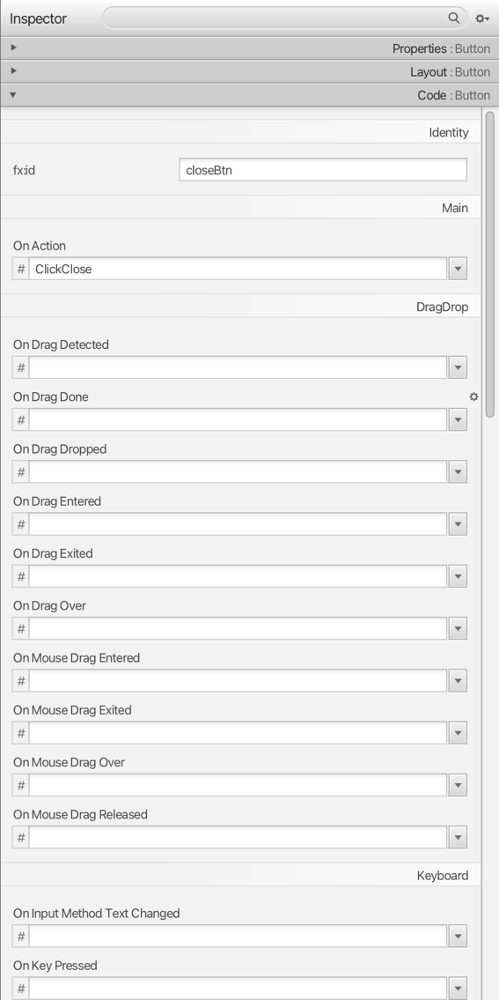 Inspector
Properties : Button
Layout : Button
Code : Button
Identity
fx:id
closeBtn
Main
On Action
# ClickClose
DragDrop
On Drag Detected
#
On Drag Done
#
On Drag Dropped
#
On Drag Entered
#
On Drag Exited
#
On Drag Over
#
On Mouse Drag Entered
#
On Mouse Drag Exited
#
On Mouse Drag Over
#
On Mouse Drag Released
#
Keyboard
On Input Method Text Changed
#
On Key Pressed
#